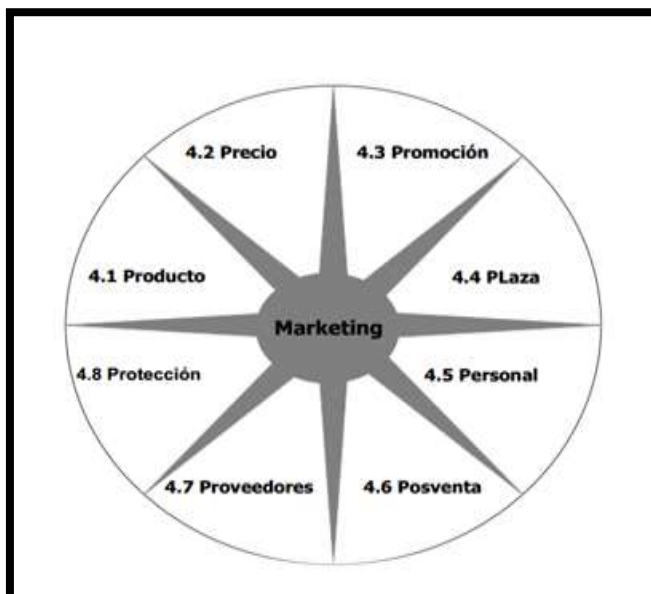 4.2 Precio
4.3 Promoción
4.1 Producto
4.4 PLaza
Marketing
4.8 Protección
4.5 Personal
4.7 Proveedores
4.6 Posventa